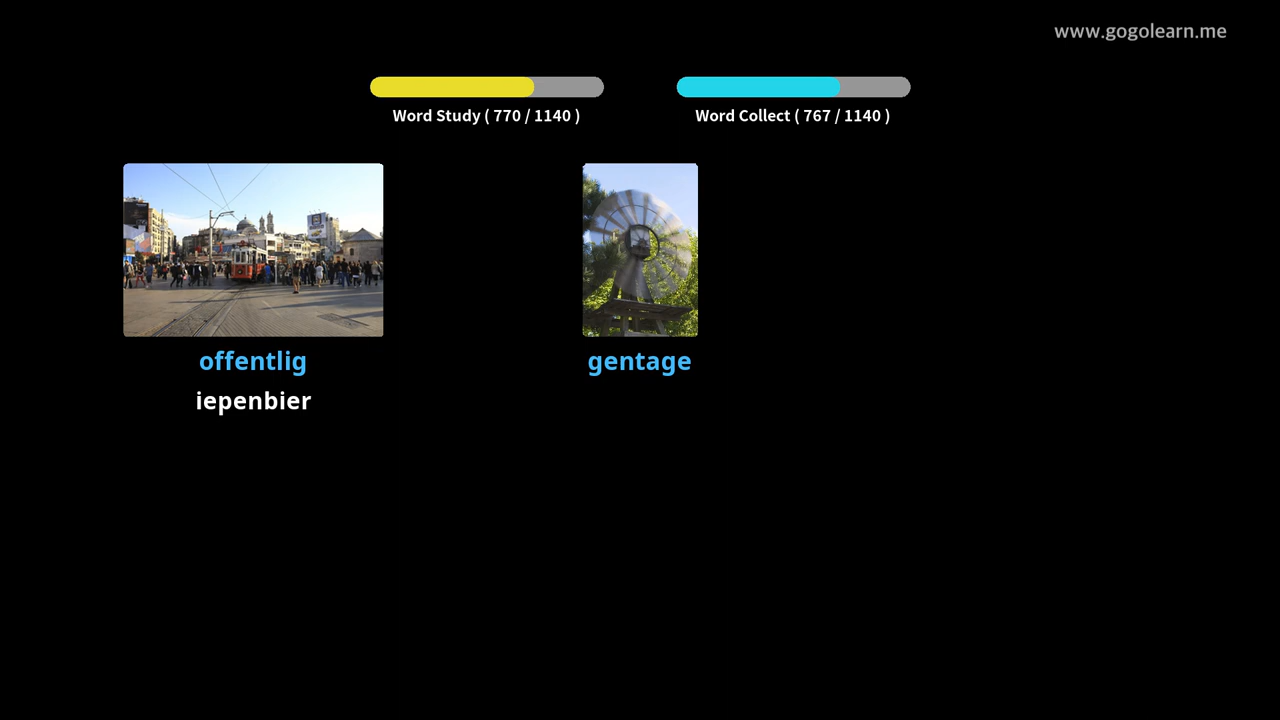 www.gogolearn.me
Word Study ( 770 / 1140 )
Word Collect ( 767 / 1140 )
offentlig
gentage
iepenbier